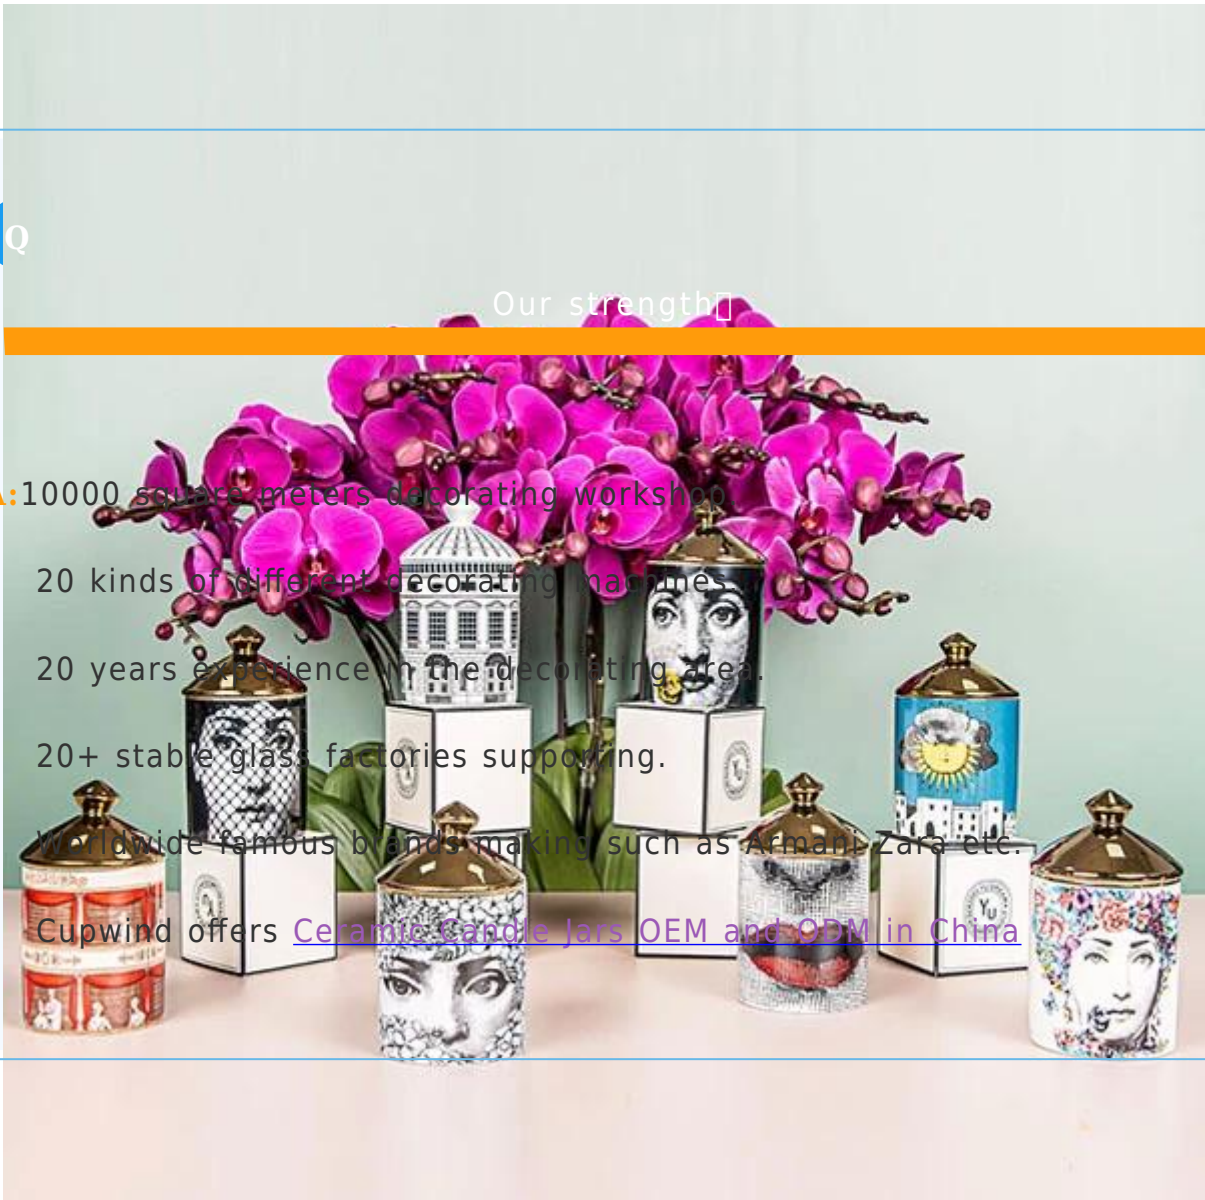 Q
Our strength
A:10000 square meters decorating workshop.
20 kinds of different decorating machines
20 years experience in the decorating area.
20+ stable glass factories supporting.
Worldwide famous brands making such as Armani Zara etc.
Cupwind offers Ceramic Candle Jars OEM and ODM in China